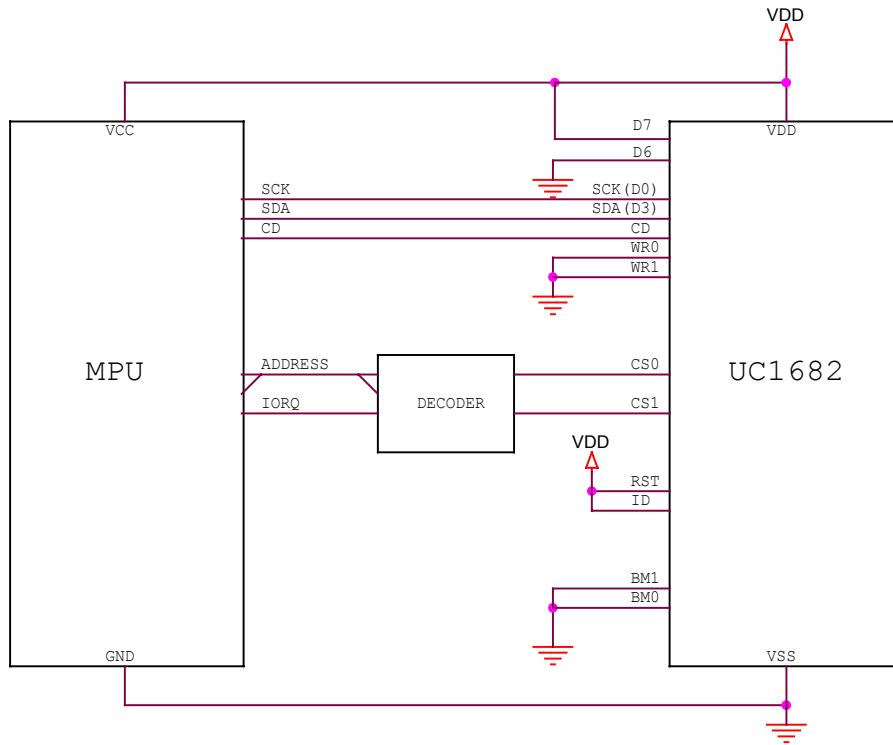 VDD
VCC
D7
VDD
D6
SCK
SCK(D0)
SDA
SDA(D3)
CD
CD
WR0
WR1
MPU
ADDRESS
CS0
UC1682
IORQ
DECODER
CS1
VDD
RST
ID
BM1
BM0
GND
VSS